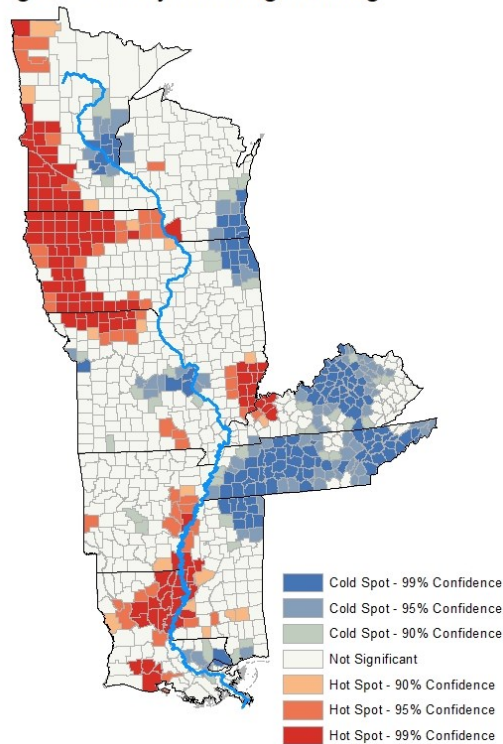 Cold Spot - 99% Confidence
Cold Spot - 95% Confidence
Cold Spot - 90% Confidence
Not Significant
Hot Spot - 90% Confidence
Hot Spot - 95% Confidence
Hot Spot - 99% Confidence